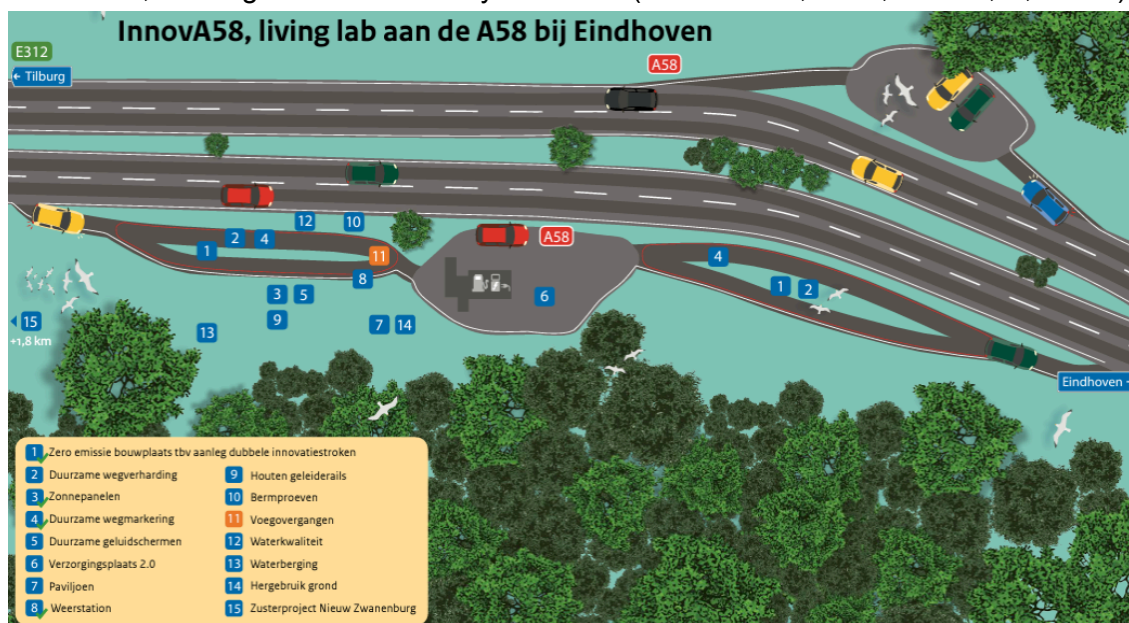 InnovA58, living lab aan de A58 bij Eindhoven
E312
← Tilburg
A58
12
10
2
4
1
11
A58
8
4
3
5
6
1
2
15
9
+1,8 km
13
7
14
Eindhoven
1 Zero emissie bouwplaats tbv aanleg dubbele innovatiestroken
2 Duurzame wegverharding
3 Zonnepanelen
4 Duurzame wegmarkering
5 Duurzame geluidschermen
6 Verzorgingsplaats 2.0
7 Paviljoen
8 Weerstation
9 Houten geleiderails
10 Bermproeven
11 Voegovergangen
12 Waterkwaliteit
13 Waterberging
14 Hergebruik grond
15 Zusterproject Nieuw Zwanenburg